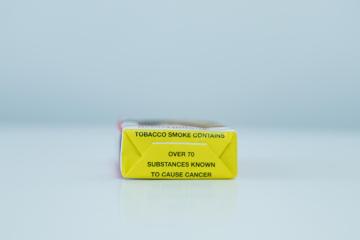 TOBACCO SMOKE CONTAINS
OVER 70
SUBSTANCES KNOWN
TO CAUSE CANCER